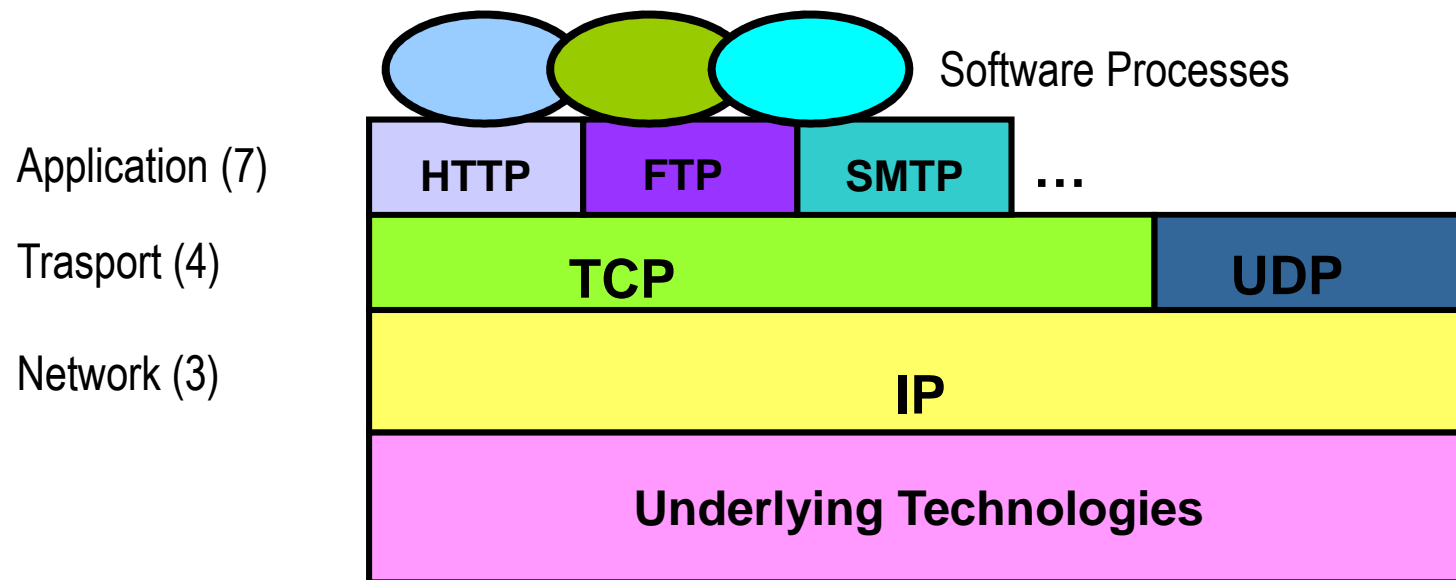 Software Processes
Application (7)
HTTP FTP SMTP ...
Trasport (4)
TCP UDP
Network (3)
IP
Underlying Technologies